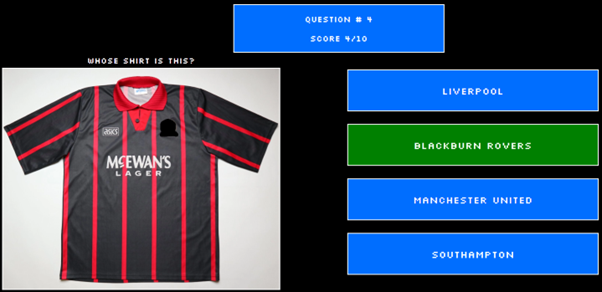 QUESTION # 4
SCORE 4/10
WHOSE SHIRT IS THIS?
asics
McEWAN'S
LAGER
LIVERPOOL
BLACKBURN ROVERS
MANCHESTER UNITED
SOUTHAMPTON